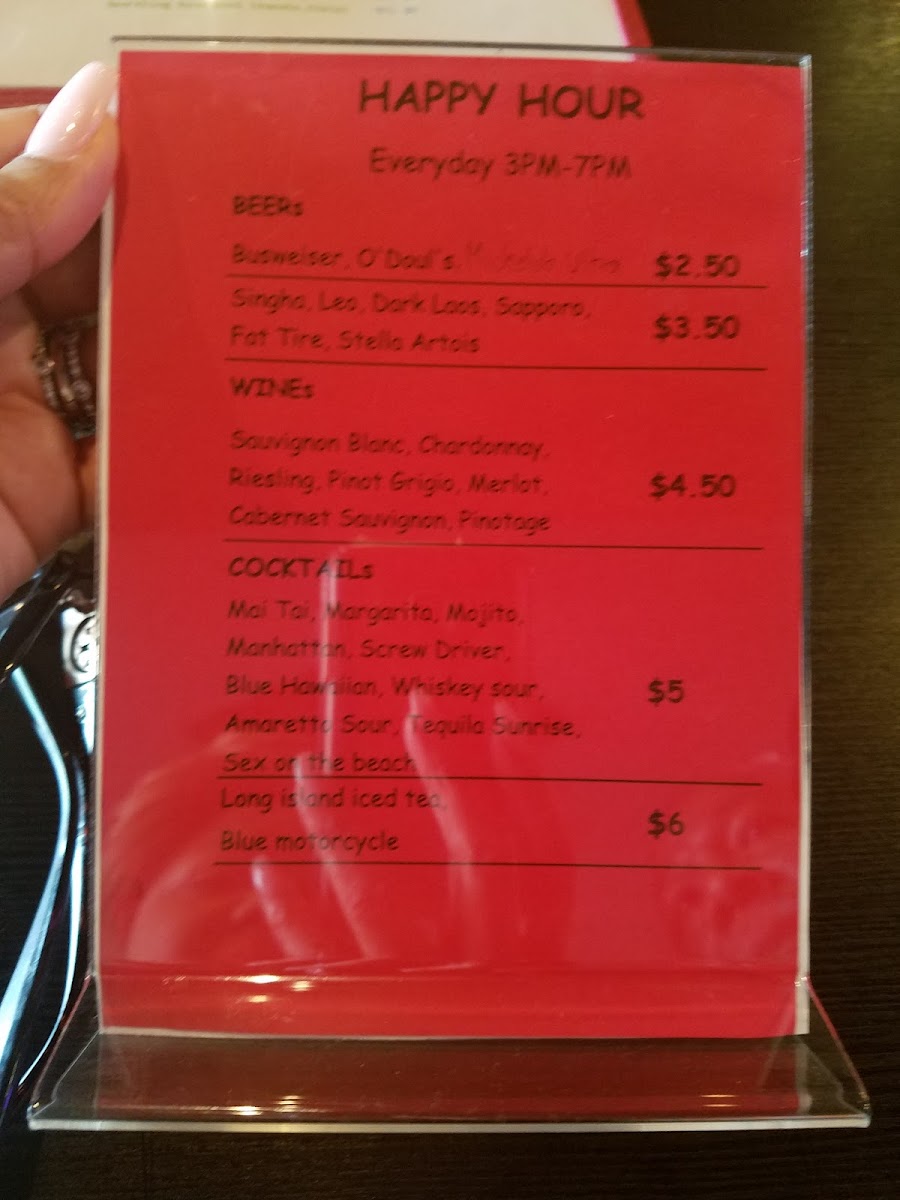 HAPPY HOUR
Everyday 3PM-7PM
BEERs
Busweiser, O'Doul's, Michelob Ultra $2.50
Singha, Leo, Dark Laos, Sapporo,
Fat Tire, Stella Artois $3.50
WINEs
Sauvignon Blanc, Chardonnay,
Riesling, Pinot Grigio, Merlot, $4.50
Cabernet Sauvignon, Pinotage
COCKTAILs
Mai Tai, Margarita, Mojito,
Manhattan, Screw Driver,
Blue Hawaiian, Whiskey sour, $5
Amaretto Sour, Tequila Sunrise,
Sex on the beach
Long island iced tea, $6
Blue motorcycle